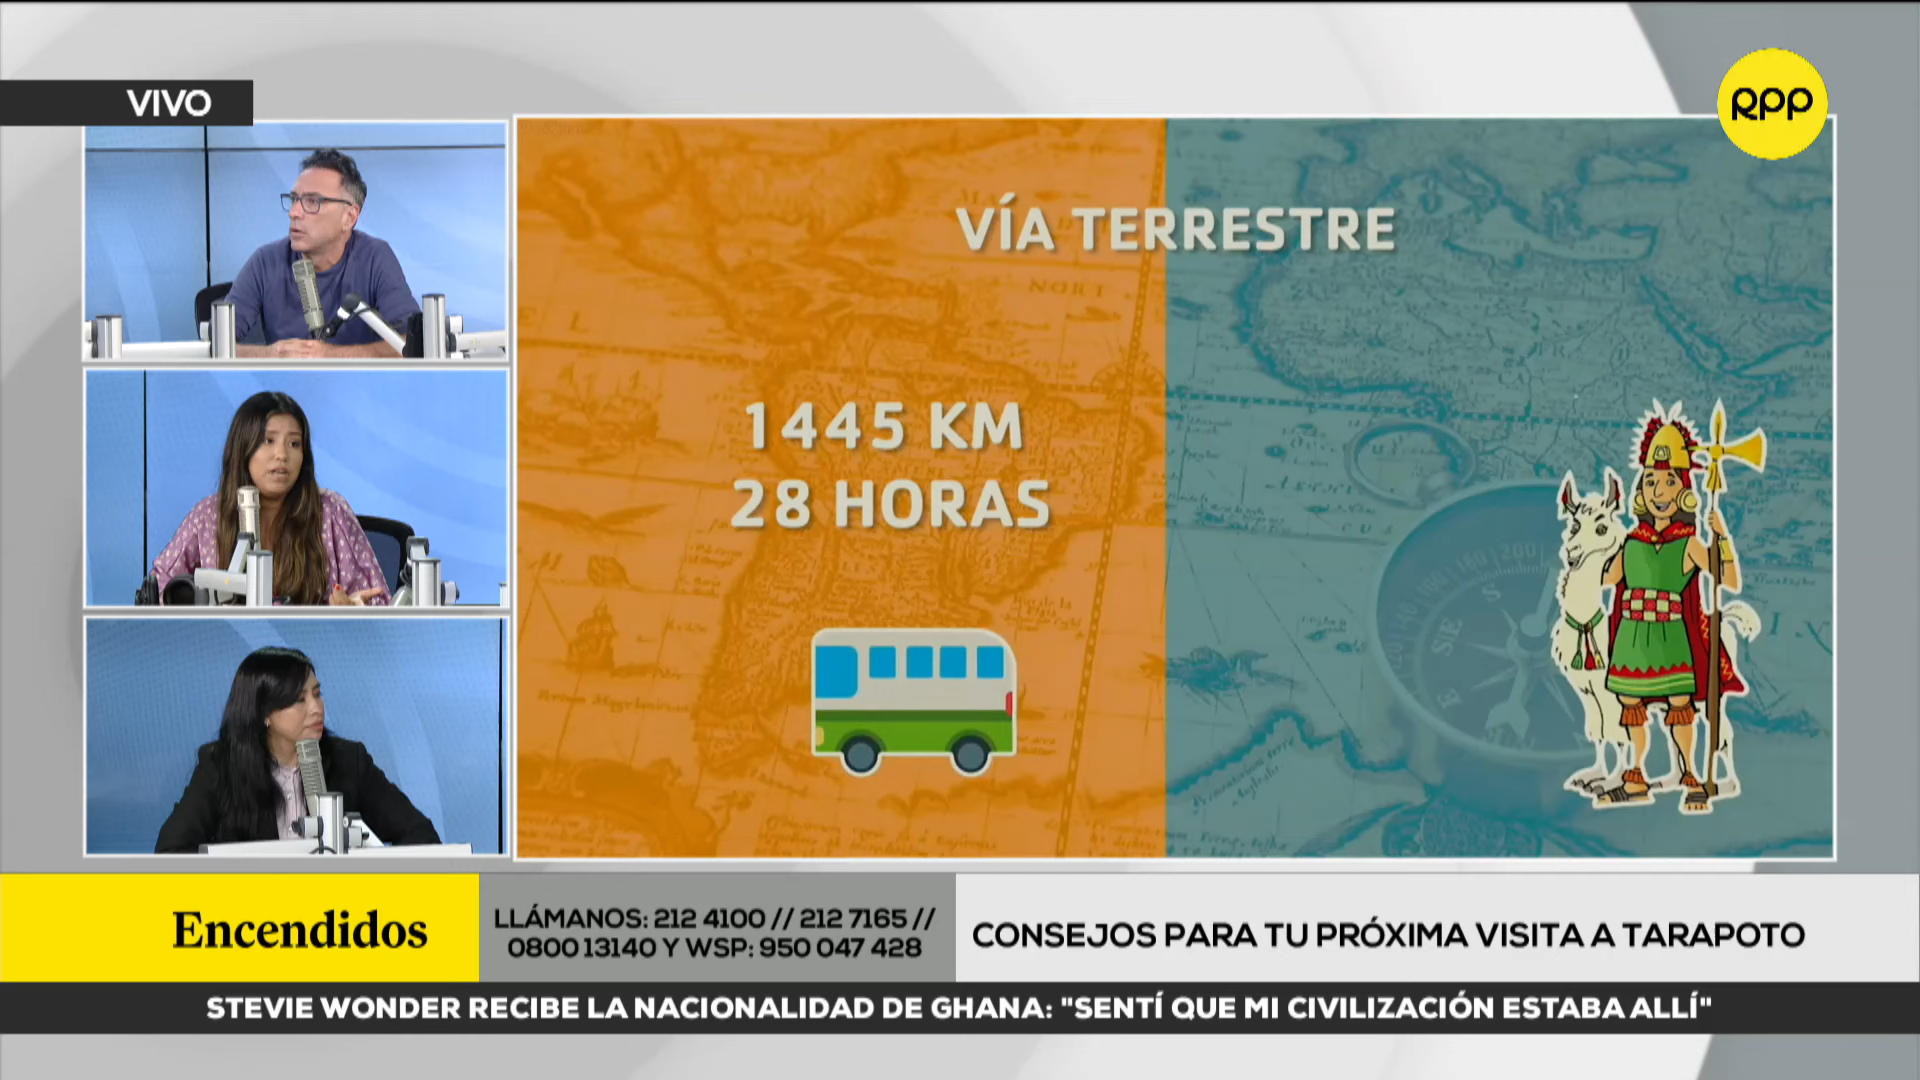 VIVO
rpp
VÍA TERRESTRE
1445 KM
28 HORAS
Encendidos
LLÁMANOS: 212 4100 // 212 7165 //
0800 13140 Y WSP: 950 047 428
CONSEJOS PARA TU PRÓXIMA VISITA A TARAPOTO
STEVIE WONDER RECIBE LA NACIONALIDAD DE GHANA: "SENTÍ QUE MI CIVILIZACIÓN ESTABA ALLÍ"